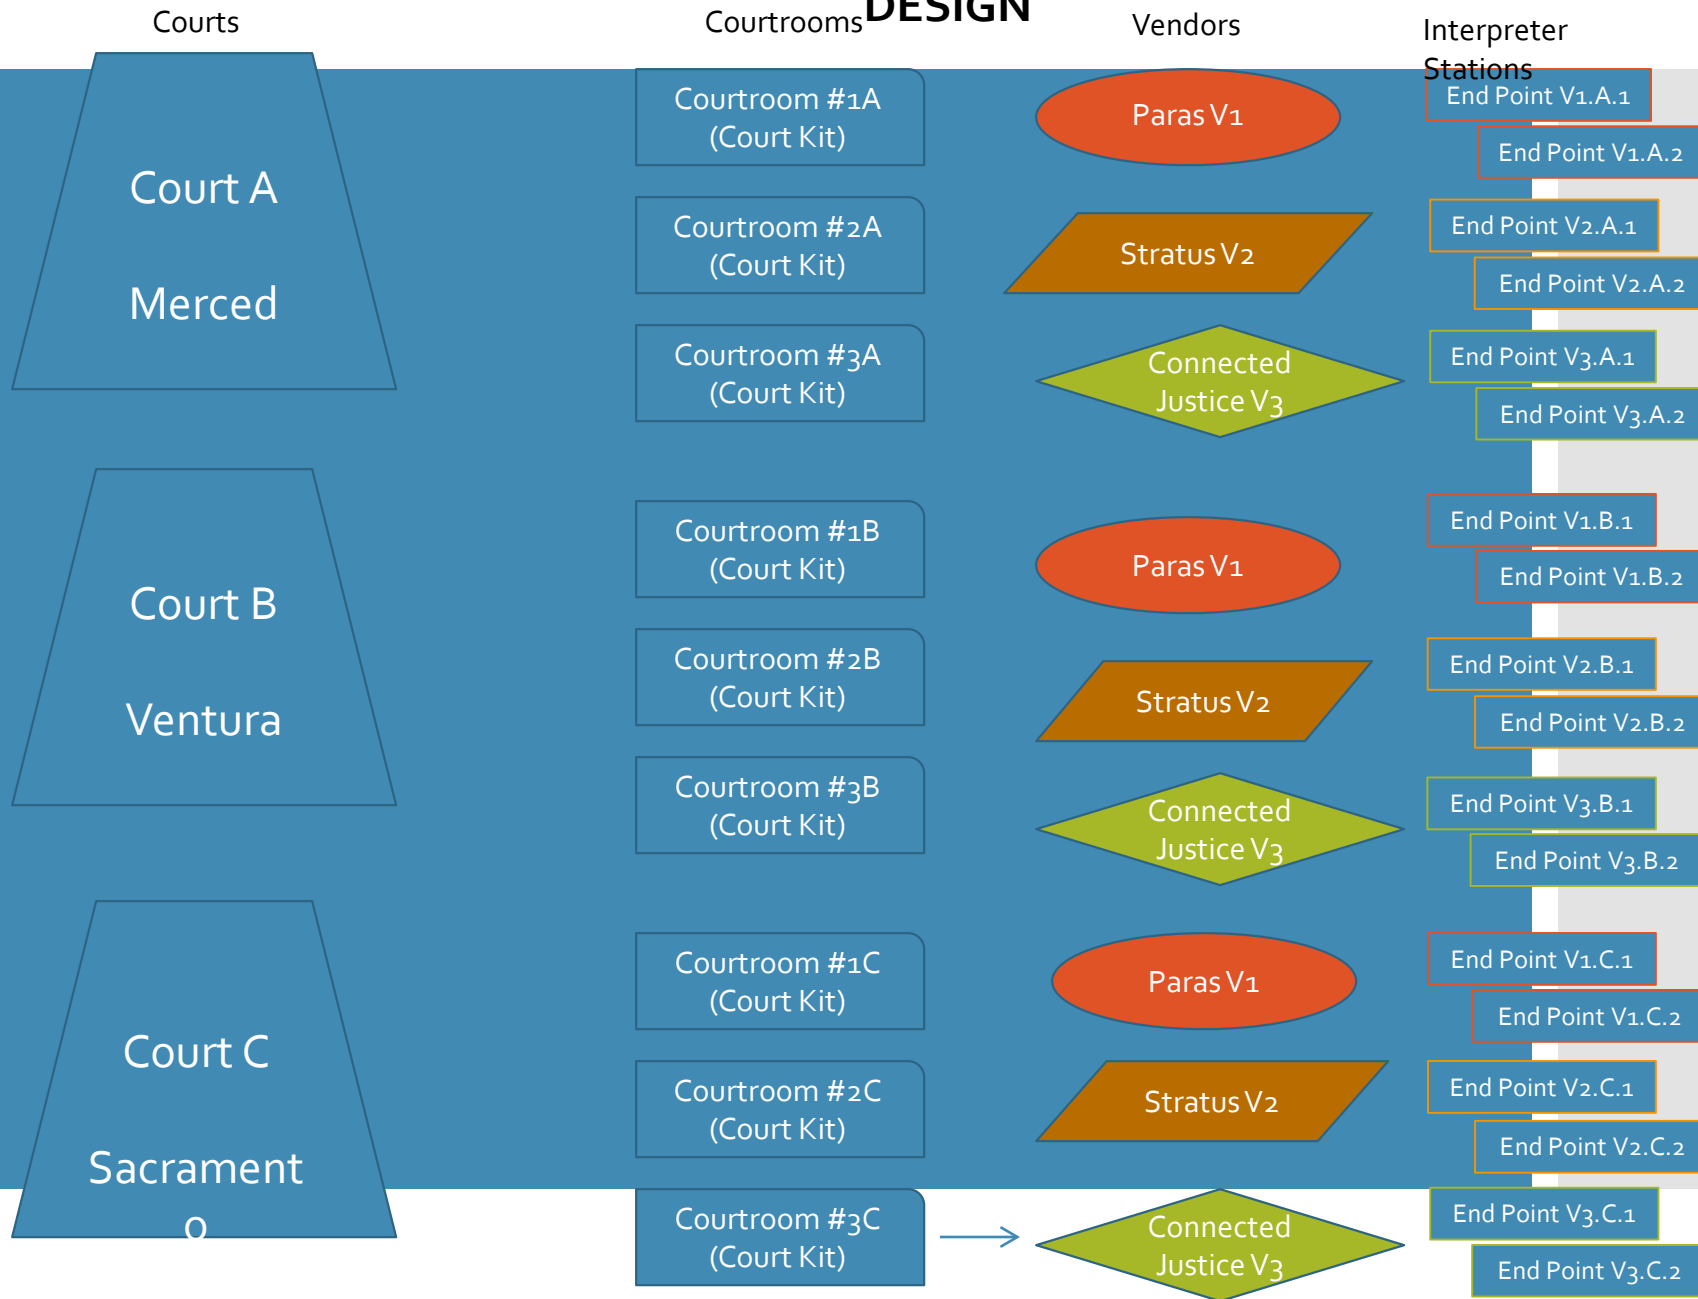 DESIGN
Courts
Courtrooms
Vendors
Interpreter
Stations
Court A
Merced
Courtroom #1A
(Court Kit)
Paras V1
End Point V1.A.1
End Point V1.A.2
Courtroom #2A
(Court Kit)
Stratus V2
End Point V2.A.1
End Point V2.A.2
Courtroom #3A
(Court Kit)
Connected
Justice V3
End Point V3.A.1
End Point V3.A.2
Court B
Ventura
Courtroom #1B
(Court Kit)
Paras V1
End Point V1.B.1
End Point V1.B.2
Courtroom #2B
(Court Kit)
Stratus V2
End Point V2.B.1
End Point V2.B.2
Courtroom #3B
(Court Kit)
Connected
Justice V3
End Point V3.B.1
End Point V3.B.2
Court C
Sacrament
o
Courtroom #1C
(Court Kit)
Paras V1
End Point V1.C.1
End Point V1.C.2
Courtroom #2C
(Court Kit)
Stratus V2
End Point V2.C.1
End Point V2.C.2
Courtroom #3C
(Court Kit)
Connected
Justice V3
End Point V3.C.1
End Point V3.C.2